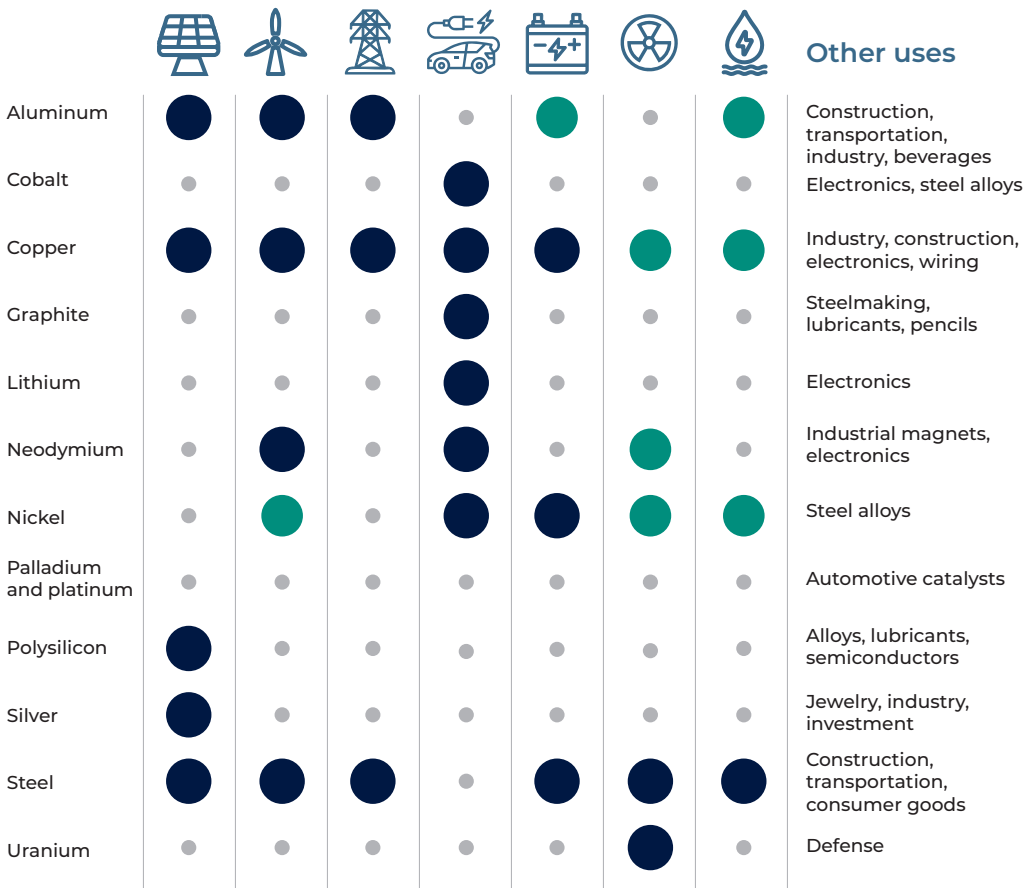 Other uses
Aluminum
Construction,
transportation,
industry, beverages
Cobalt
Electronics, steel alloys
Copper
Industry, construction,
electronics, wiring
Graphite
Steelmaking,
lubricants, pencils
Lithium
Electronics
Neodymium
Industrial magnets,
electronics
Nickel
Steel alloys
Palladium
and platinum
Automotive catalysts
Polysilicon
Alloys, lubricants,
semiconductors
Silver
Jewelry, industry,
investment
Steel
Construction,
transportation,
consumer goods
Uranium
Defense